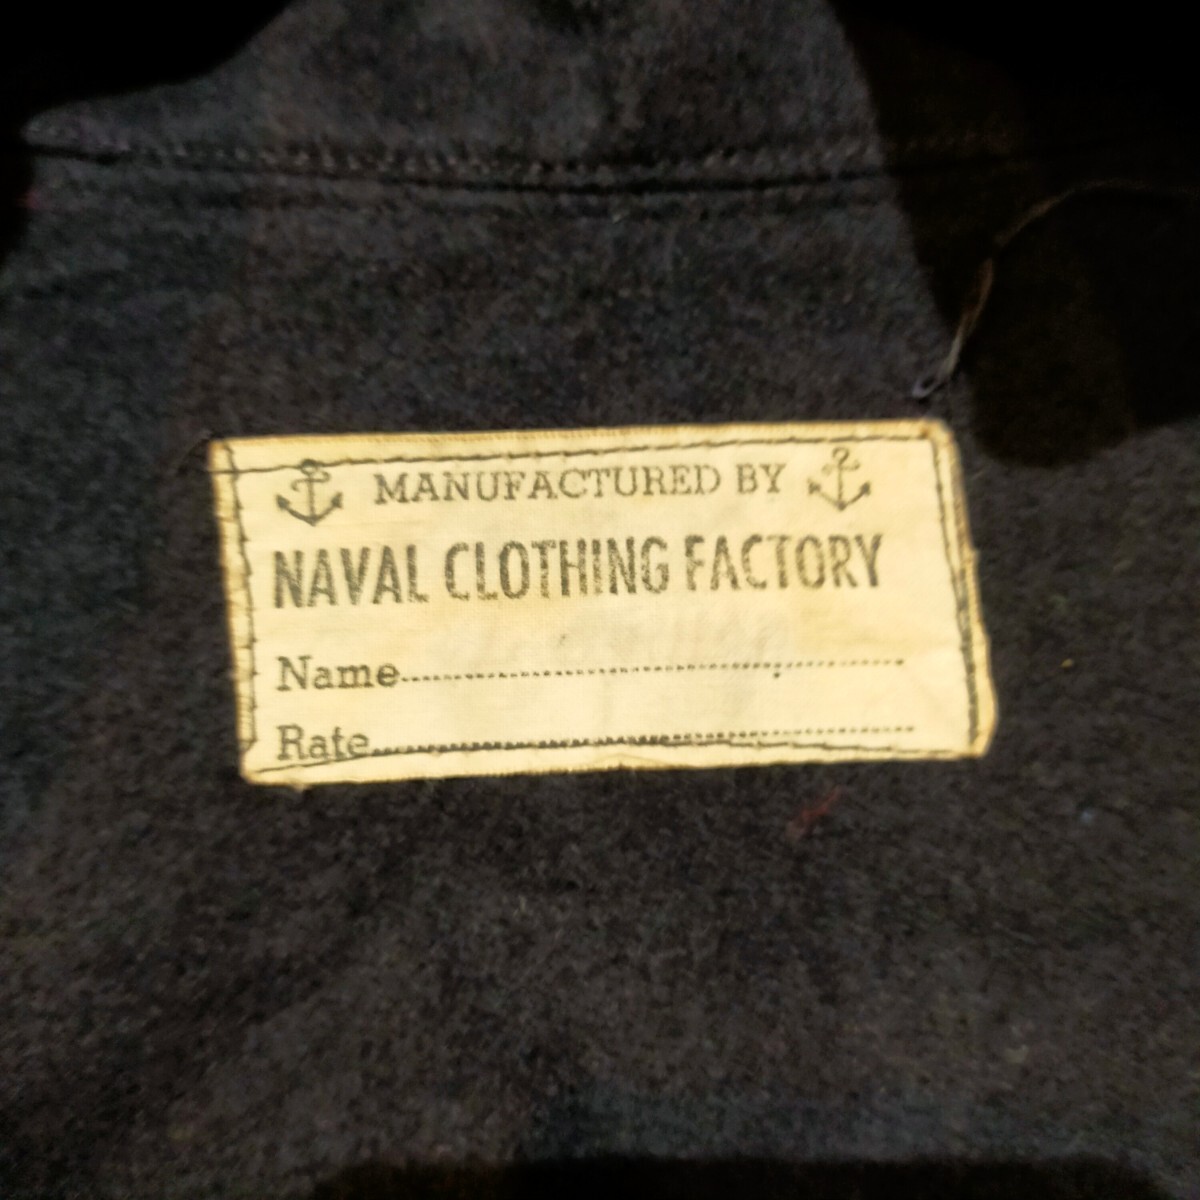 MANUFACTURED BY
NAVAL CLOTHING FACTORY
Name
Rate